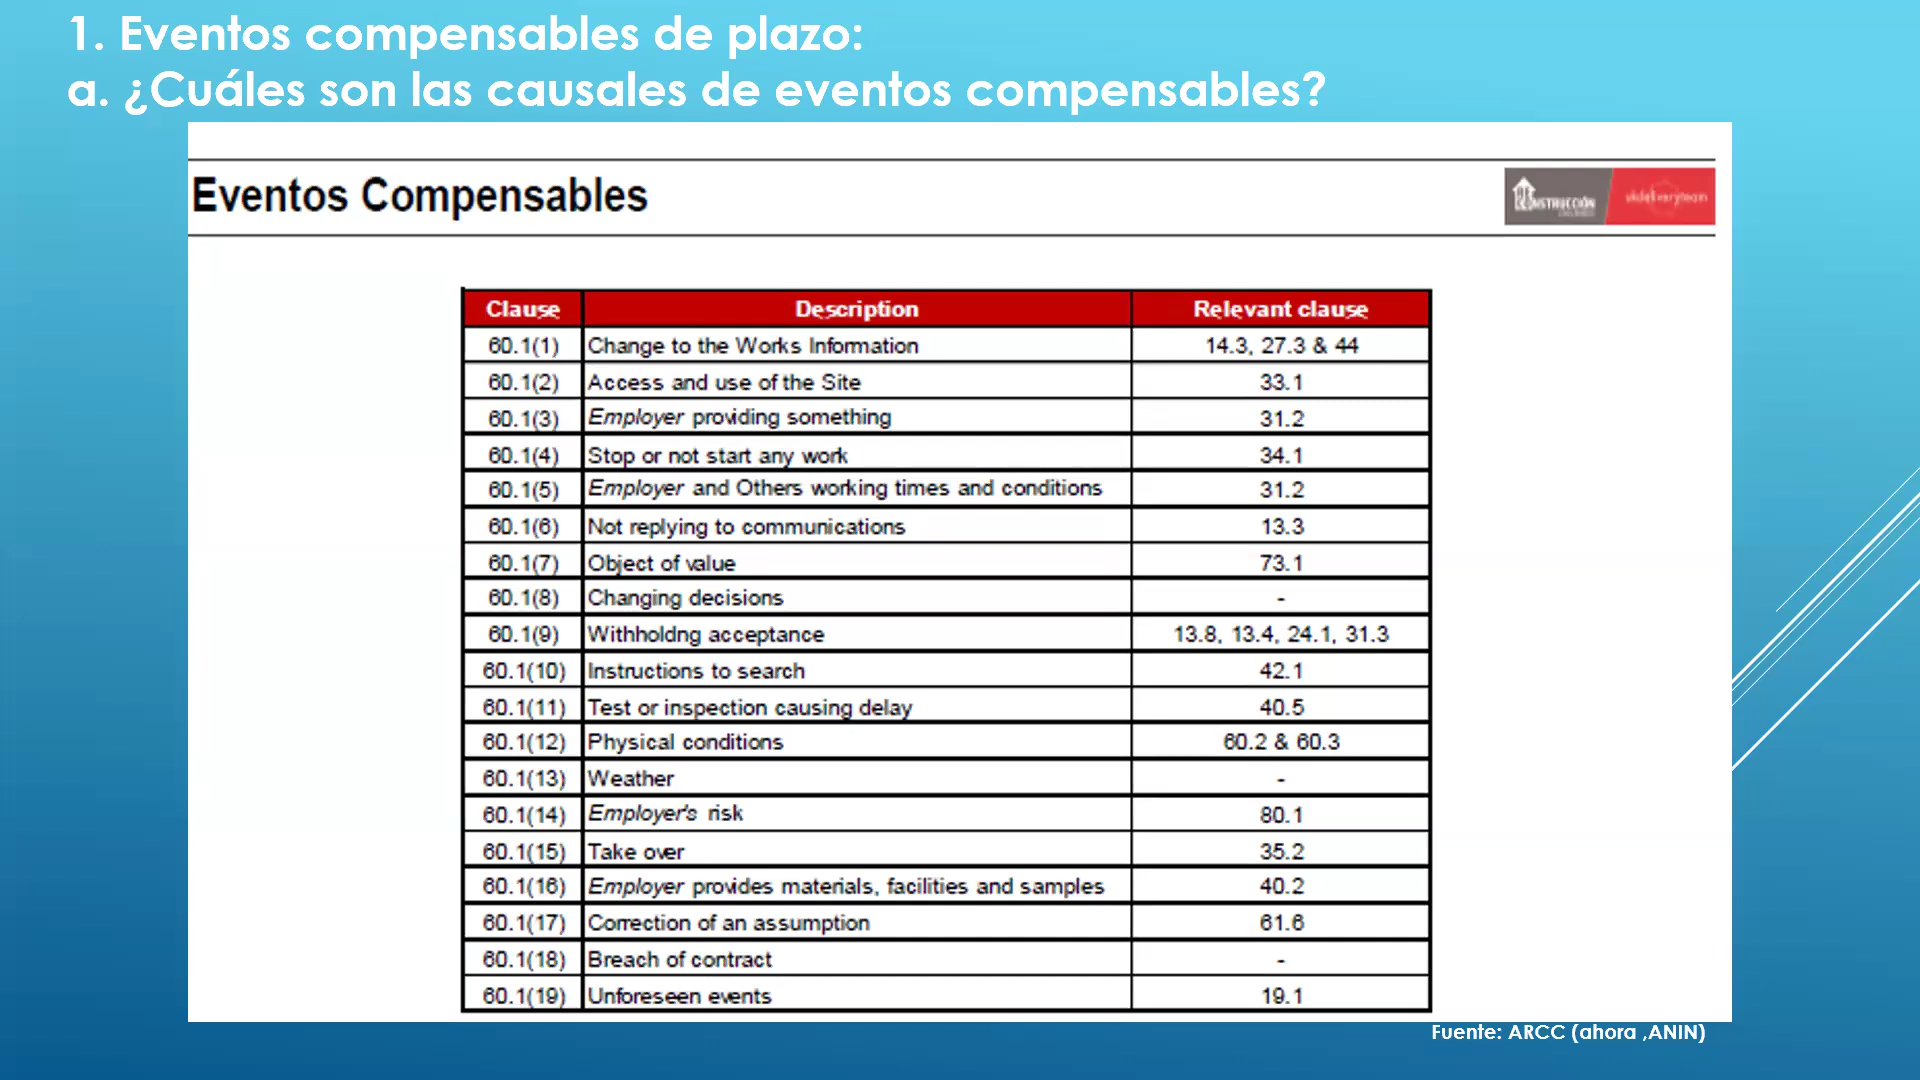 1. Eventos compensables de plazo:
a. ¿Cuáles son las causales de eventos compensables?
Eventos Compensables
ukdeliveryteam
Clause Description Relevant clause
60.1(1) Change to the Works Information 14.3, 27.3 & 44
60.1(2) Access and use of the Site 33.1
60.1(3) Employer providing something 31.2
60.1(4) Stop or not start any work 34.1
60.1(5) Employer and Others working times and conditions 31.2
60.1(6) Not replying to communications 13.3
60.1(7) Object of value 73.1
60.1(8) Changing decisions -
60.1(9) Withholdng acceptance 13.8, 13.4, 24.1, 31.3
60.1(10) Instructions to search 42.1
60.1(11) Test or inspection causing delay 40.5
60.1(12) Physical conditions 60.2 & 60.3
60.1(13) Weather -
60.1(14) Employer's risk 80.1
60.1(15) Take over 35.2
60.1(16) Employer provides materials, facilities and samples 40.2
60.1(17) Correction of an assumption 61.6
60.1(18) Breach of contract -
60.1(19) Unforeseen events 19.1
Fuente: ARCC (ahora ,ANIN)